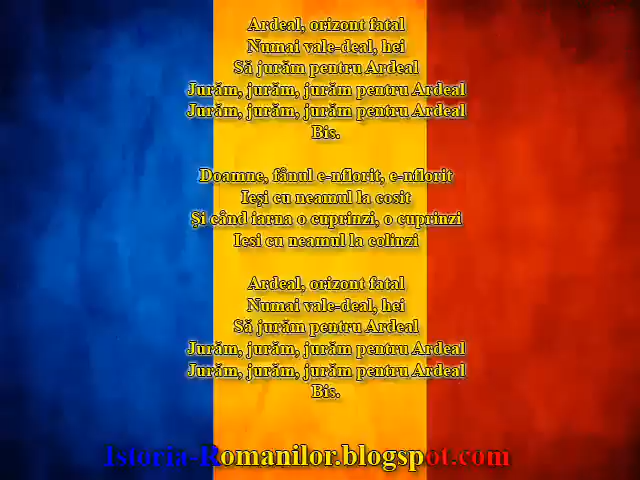 Ardeal, orizont fatal
Numai vale-deal, hei
Să jurăm pentru Ardeal
Jurăm, jurăm, jurăm pentru Ardeal
Jurăm, jurăm, jurăm pentru Ardeal
Bis.
Doamne, fânul e-nflorit, e-nflorit
Ieşi cu neamul la cosit
Şi când iarna o cuprinzi, o cuprinzi
Iesi cu neamul la colinzi
Ardeal, orizont fatal
Numai vale-deal, hei
Să jurăm pentru Ardeal
Jurăm, jurăm, jurăm pentru Ardeal
Jurăm, jurăm, jurăm pentru Ardeal
Bis.
Istoria-Romanilor.blogspot.com